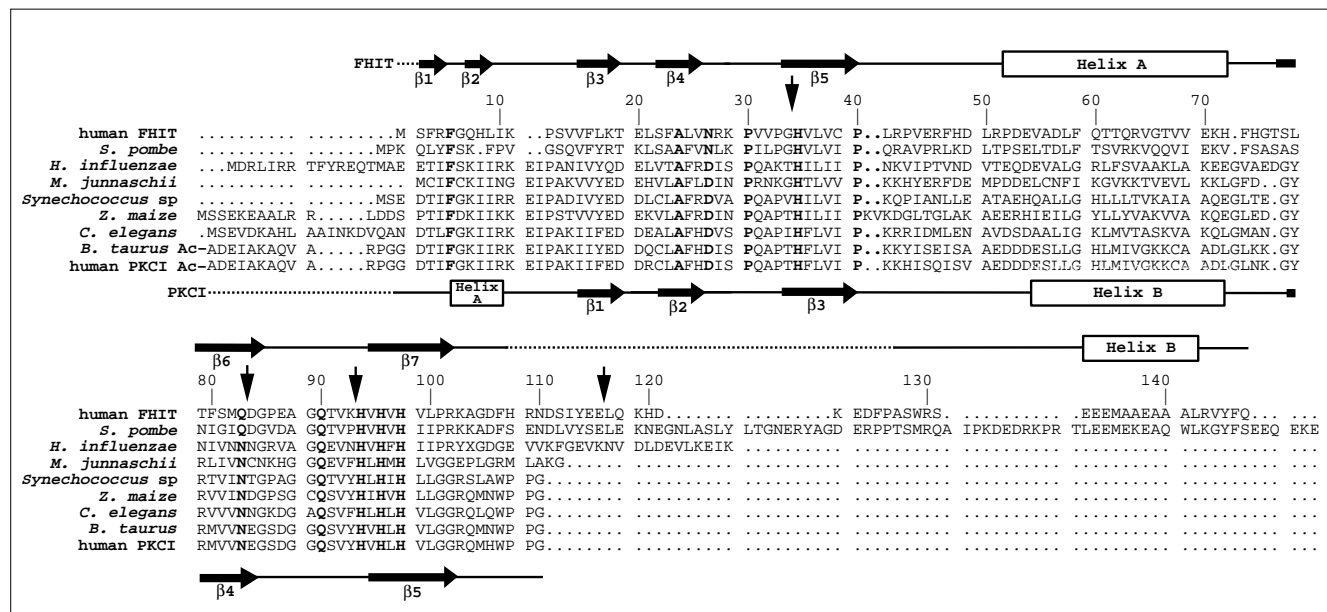 FHIT
β1 β2 β3 β4 β5 Helix A
10 20 30 40 50 60 70
human FHIT ................. M SFRFGQHLIK ..PSVVFLKT ELSFALVNRK PVVPGHVLVC P..LRPVERFHD LRPDEVADLF QTTQRVGTVV EKH.FHGTSL
S. pombe ................MPK QLYFSK.FPV G.SQVFYRT KLSAAFVNLK PILPGHVLVI P..QRAVPRLKD LTPSELTDLF TSVRKVQQVI EKV.FSASAS
H. influenzae ..MDRLIRR TFYREQTMAE ETIFSKIIRK EIPANIVYQD ELVTAFRDIS PQAKTHILII P..NKVIPTVND VTEQDEVALG RLFSVAAKLA KEEGVAEDGY
M. junnaschii .................. MCIFCKIING EIPAKVVYED EHVLAFLDIN PRNKGHTLVV P..KKHYERFDE MPDDELCNFI KGVKKTVEVL KKLGFD..GY
Synechococcus sp ................MSE DTIFGKIIRR EIPAKIVYED DLCLAFRDVA PQAPVHILVI P..KQPIANLLE ATAEHQALLG HLLLTVKAIA AQEGLTE.GY
Z. maize MSSEKEAALR R.....LDDS PTIFDKIIKK EIPSTVVYED EKVLAFRDIN PQAPTHILII PKVKDGLTGLAK AEERHIEILG YLLYVAKVVA KQEGLED.GY
C. elegans MSEVDKAHL AAINKDVQAN DTLFGKIIRK EIPAKIIFED DEALAFHDVS PQAPIHFLVI P..KRRIDMLEN AVDSDAALIG KLMVTASKVA KQLGMAN.GY
B. taurus Ac-ADEIAKAQVA .....RPGG DTIFGKIIRK EIPAKIIYED DQCLAFHDIS PQAPTHFLVI P..KKYISEISA AEDDDESLLG HLMIVGKKCA ADLGLKK.GY
human PKCI Ac-ADEIAKAQVA .....RPGG DTIFGKIIRK EIPAKIIFED DRCLAFHDIS PQAPTHFLVI P..KKHISQISV AEDDDESLLG HLMIVGKKCA ADLGLNK.GY
PKCI
Helix A β1 β2 β3 Helix B
β6 β7 Helix B
80 90 100 110 120 130 140
human FHIT TFSMQDGPEA GQTVKHVHVH VLPRKAGDFH RNDSIYEELQ KHD..............K EDFPASWRS. ..........EEEMAAEAA ALRVYFQ...
S. pombe NIGIQDGVDA GQTVPHVHVH IIPRKKADFS ENDLVYSELE KNEGNLASLY LTGNERYAGD ERPPTSMRQA IPKDEDRKPR TLEEMEKEAQ WLKGYFSEEQ EKE
H. influenzae NIVNNNGRVA GQEVNHVHFH IIPRYXGDGE VVKFGEVKNV DLDEVLKEIK
M. junnaschii RLIVNCNKHG GQEVFHLHMH LVGGEPLGRM LAKG
Synechococcus sp RTVINTGPAG GQTVYHLHIH LLGGRSLAWP PG
Z. maize RVVINDGPSG CQSVYHIHVH LLGGRQMNWP PG
C. elegans RVVVNNGKDG AQSVFHLHLH VLGGRQLQWP PG
B. taurus RMVVNEGSDG GQSVYHVHLH VLGGRQMNWP PG
human PKCI RMVVNEGSDG GQSVYHVHLH VLGGRQMHWP PG
β4 β5